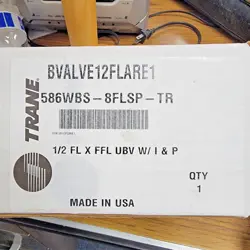 BVALVE12FLARE1
586WBS-8FLSP-TR
TRANE
1/2 FL X FFL UBV W/ I & P
QTY
1
MADE IN USA